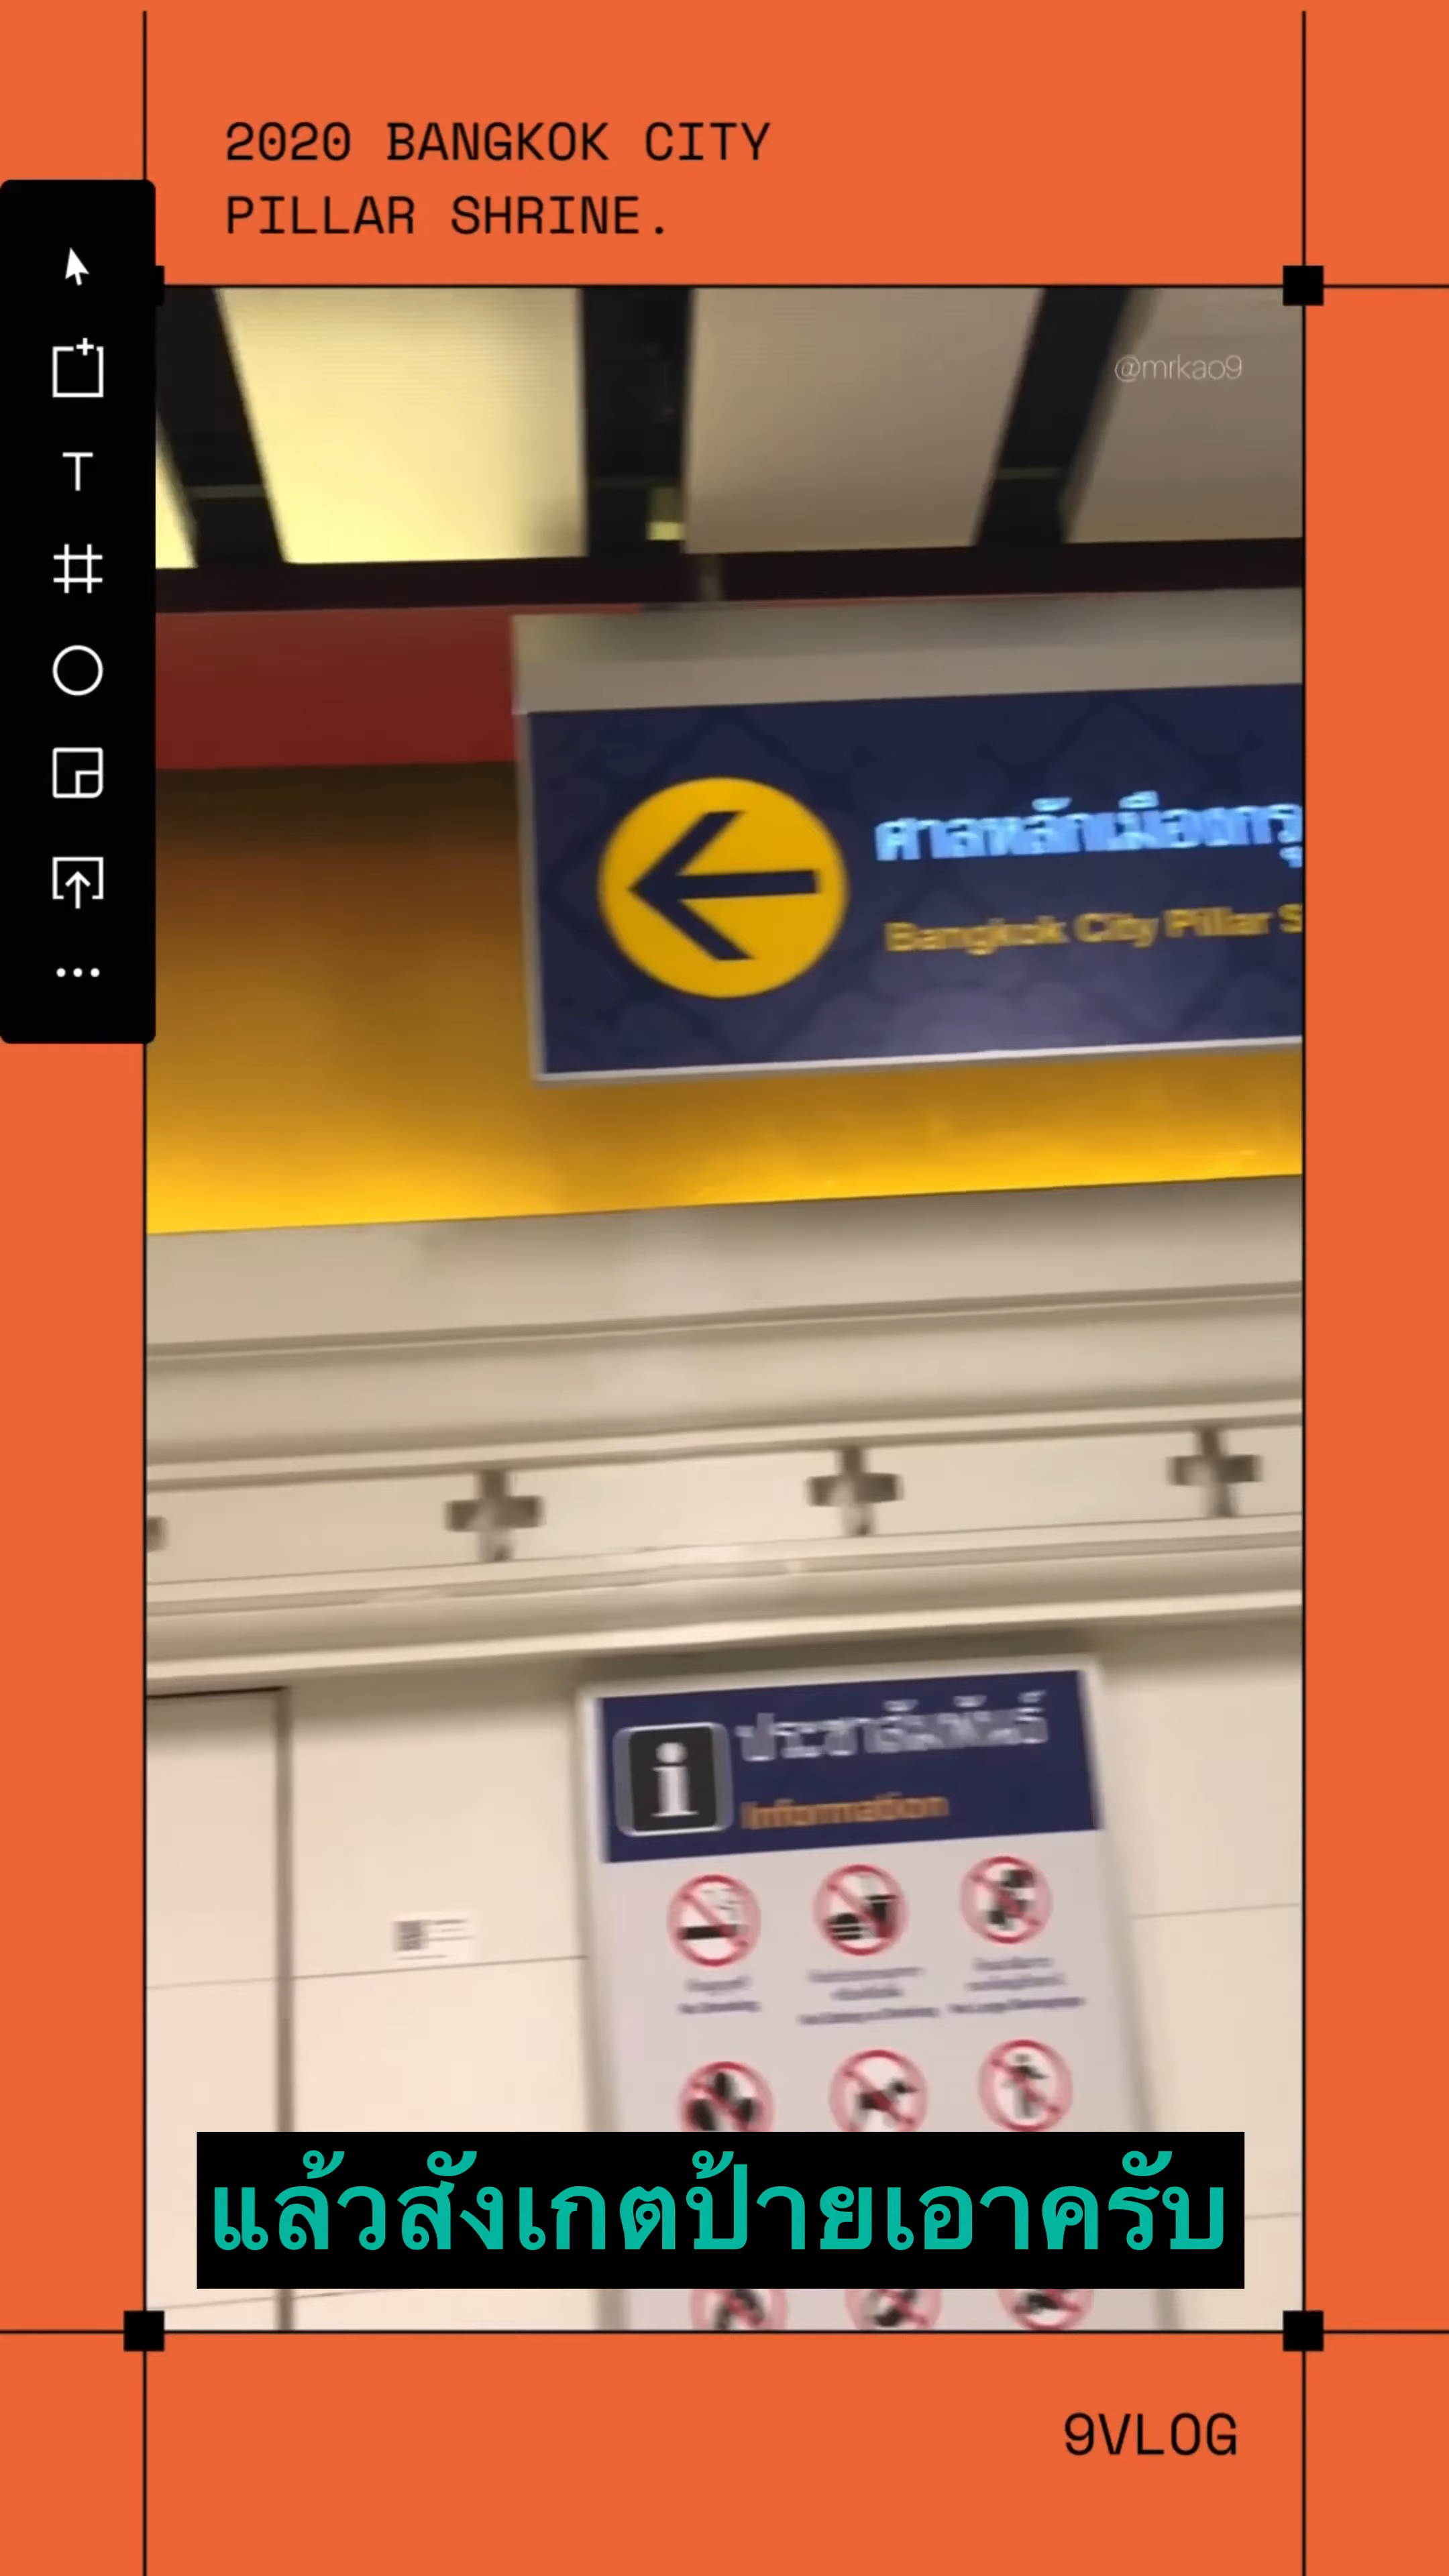 2020 BANGKOK CITY
PILLAR SHRINE.
@mrkao9
T
ศาลหลักเมืองกรุ
Bangkok City Pillar S
ประชาสัมพันธ์
i
Information
แล้วสังเกตป้ายเอาครับ
9VLOG